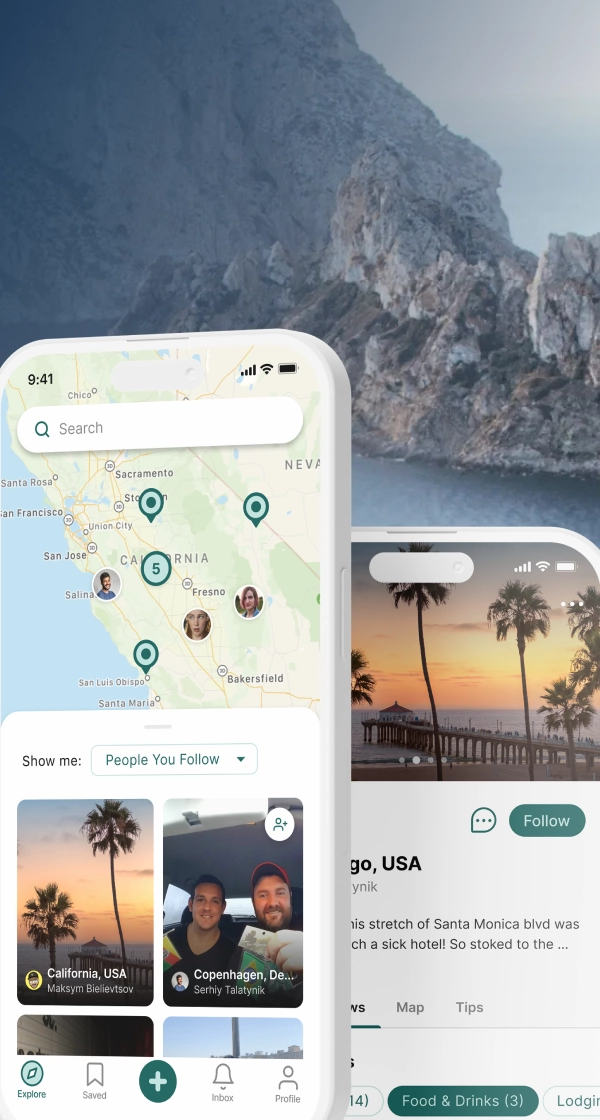 9:41
Chico
Search
NEVA
Sacramento
Santa Rosa
San Francisco
Union City
San Jose
CALIFORNIA
5
Salina
Fresno
San Luis Obispo
Bakersfield
Santa Maria
Show me:
People You Follow
California, USA
Maksym Bielievtsov
Copenhagen, De...
Serhiy Talatynik
Explore
Saved
Inbox
Profile
Follow
go, USA
ynik
his stretch of Santa Monica blvd was
ch a sick hotel! So stoked to the ...
ws
Map
Tips
s
14)
Food & Drinks (3)
Lodgin